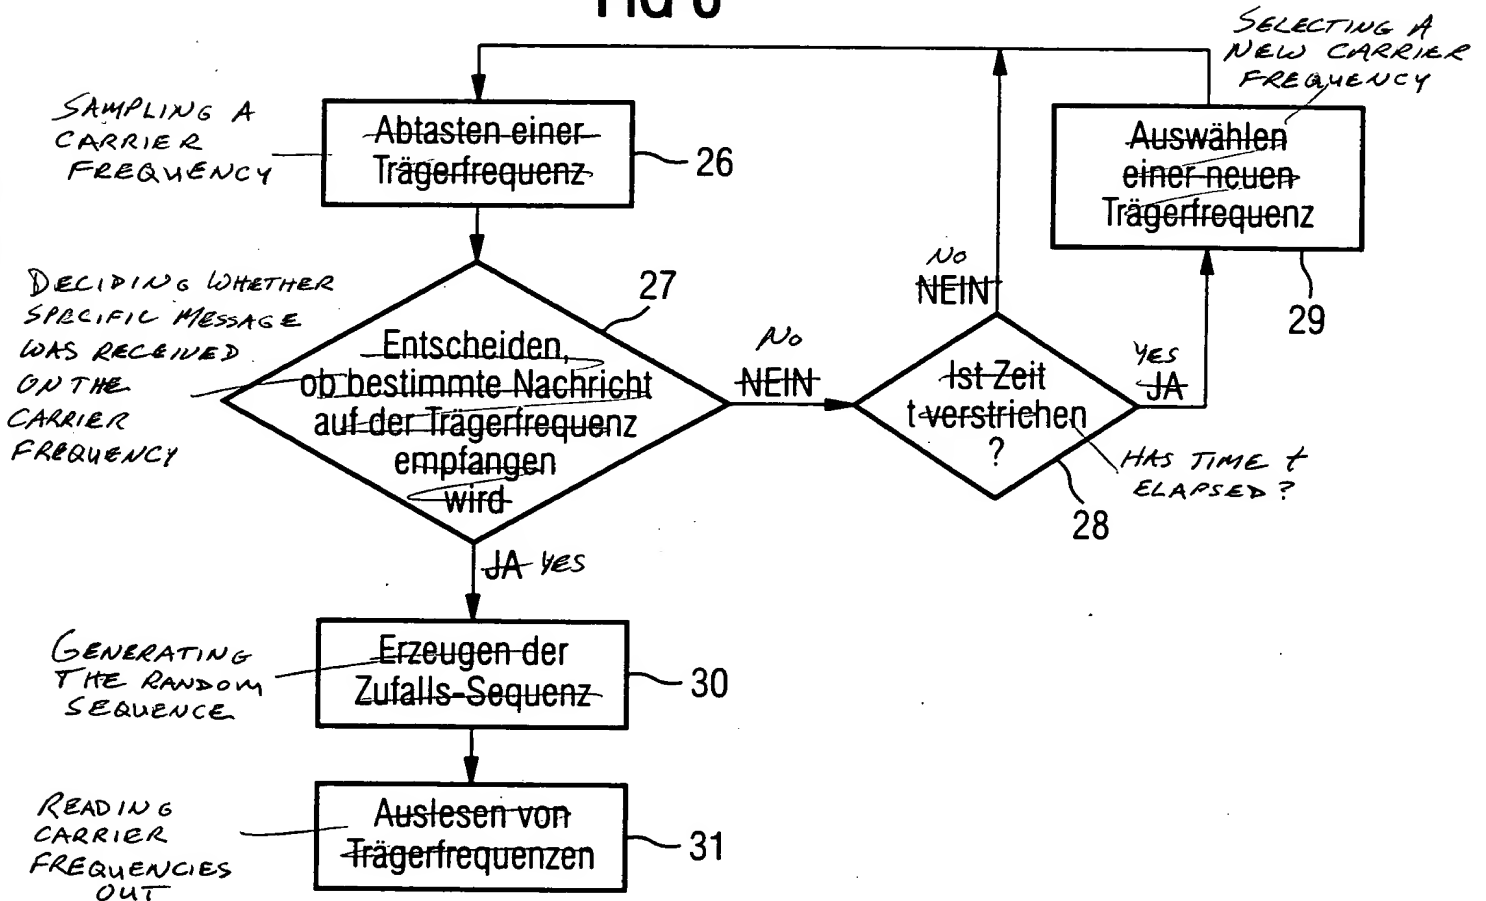 FIG 6
SELECTING A
NEW CARRIER
FREQUENCY
SAMPLING A
CARRIER
FREQUENCY
Abtasten einer
Trägerfrequenz
26
Auswählen
einer neuen
Trägerfrequenz
29
DECIDING WHETHER
SPECIFIC MESSAGE
WAS RECEIVED
ON THE
CARRIER
FREQUENCY
27
Entscheiden,
ob bestimmte Nachricht
auf der Trägerfrequenz
empfangen
wird
NO
NEIN
NO
NEIN
Ist Zeit
t verstrichen
?
YES
JA
HAS TIME t
ELAPSED?
28
JA YES
GENERATING
THE RANDOM
SEQUENCE
Erzeugen der
Zufalls-Sequenz
30
READING
CARRIER
FREQUENCIES
OUT
Auslesen von
Trägerfrequenzen
31